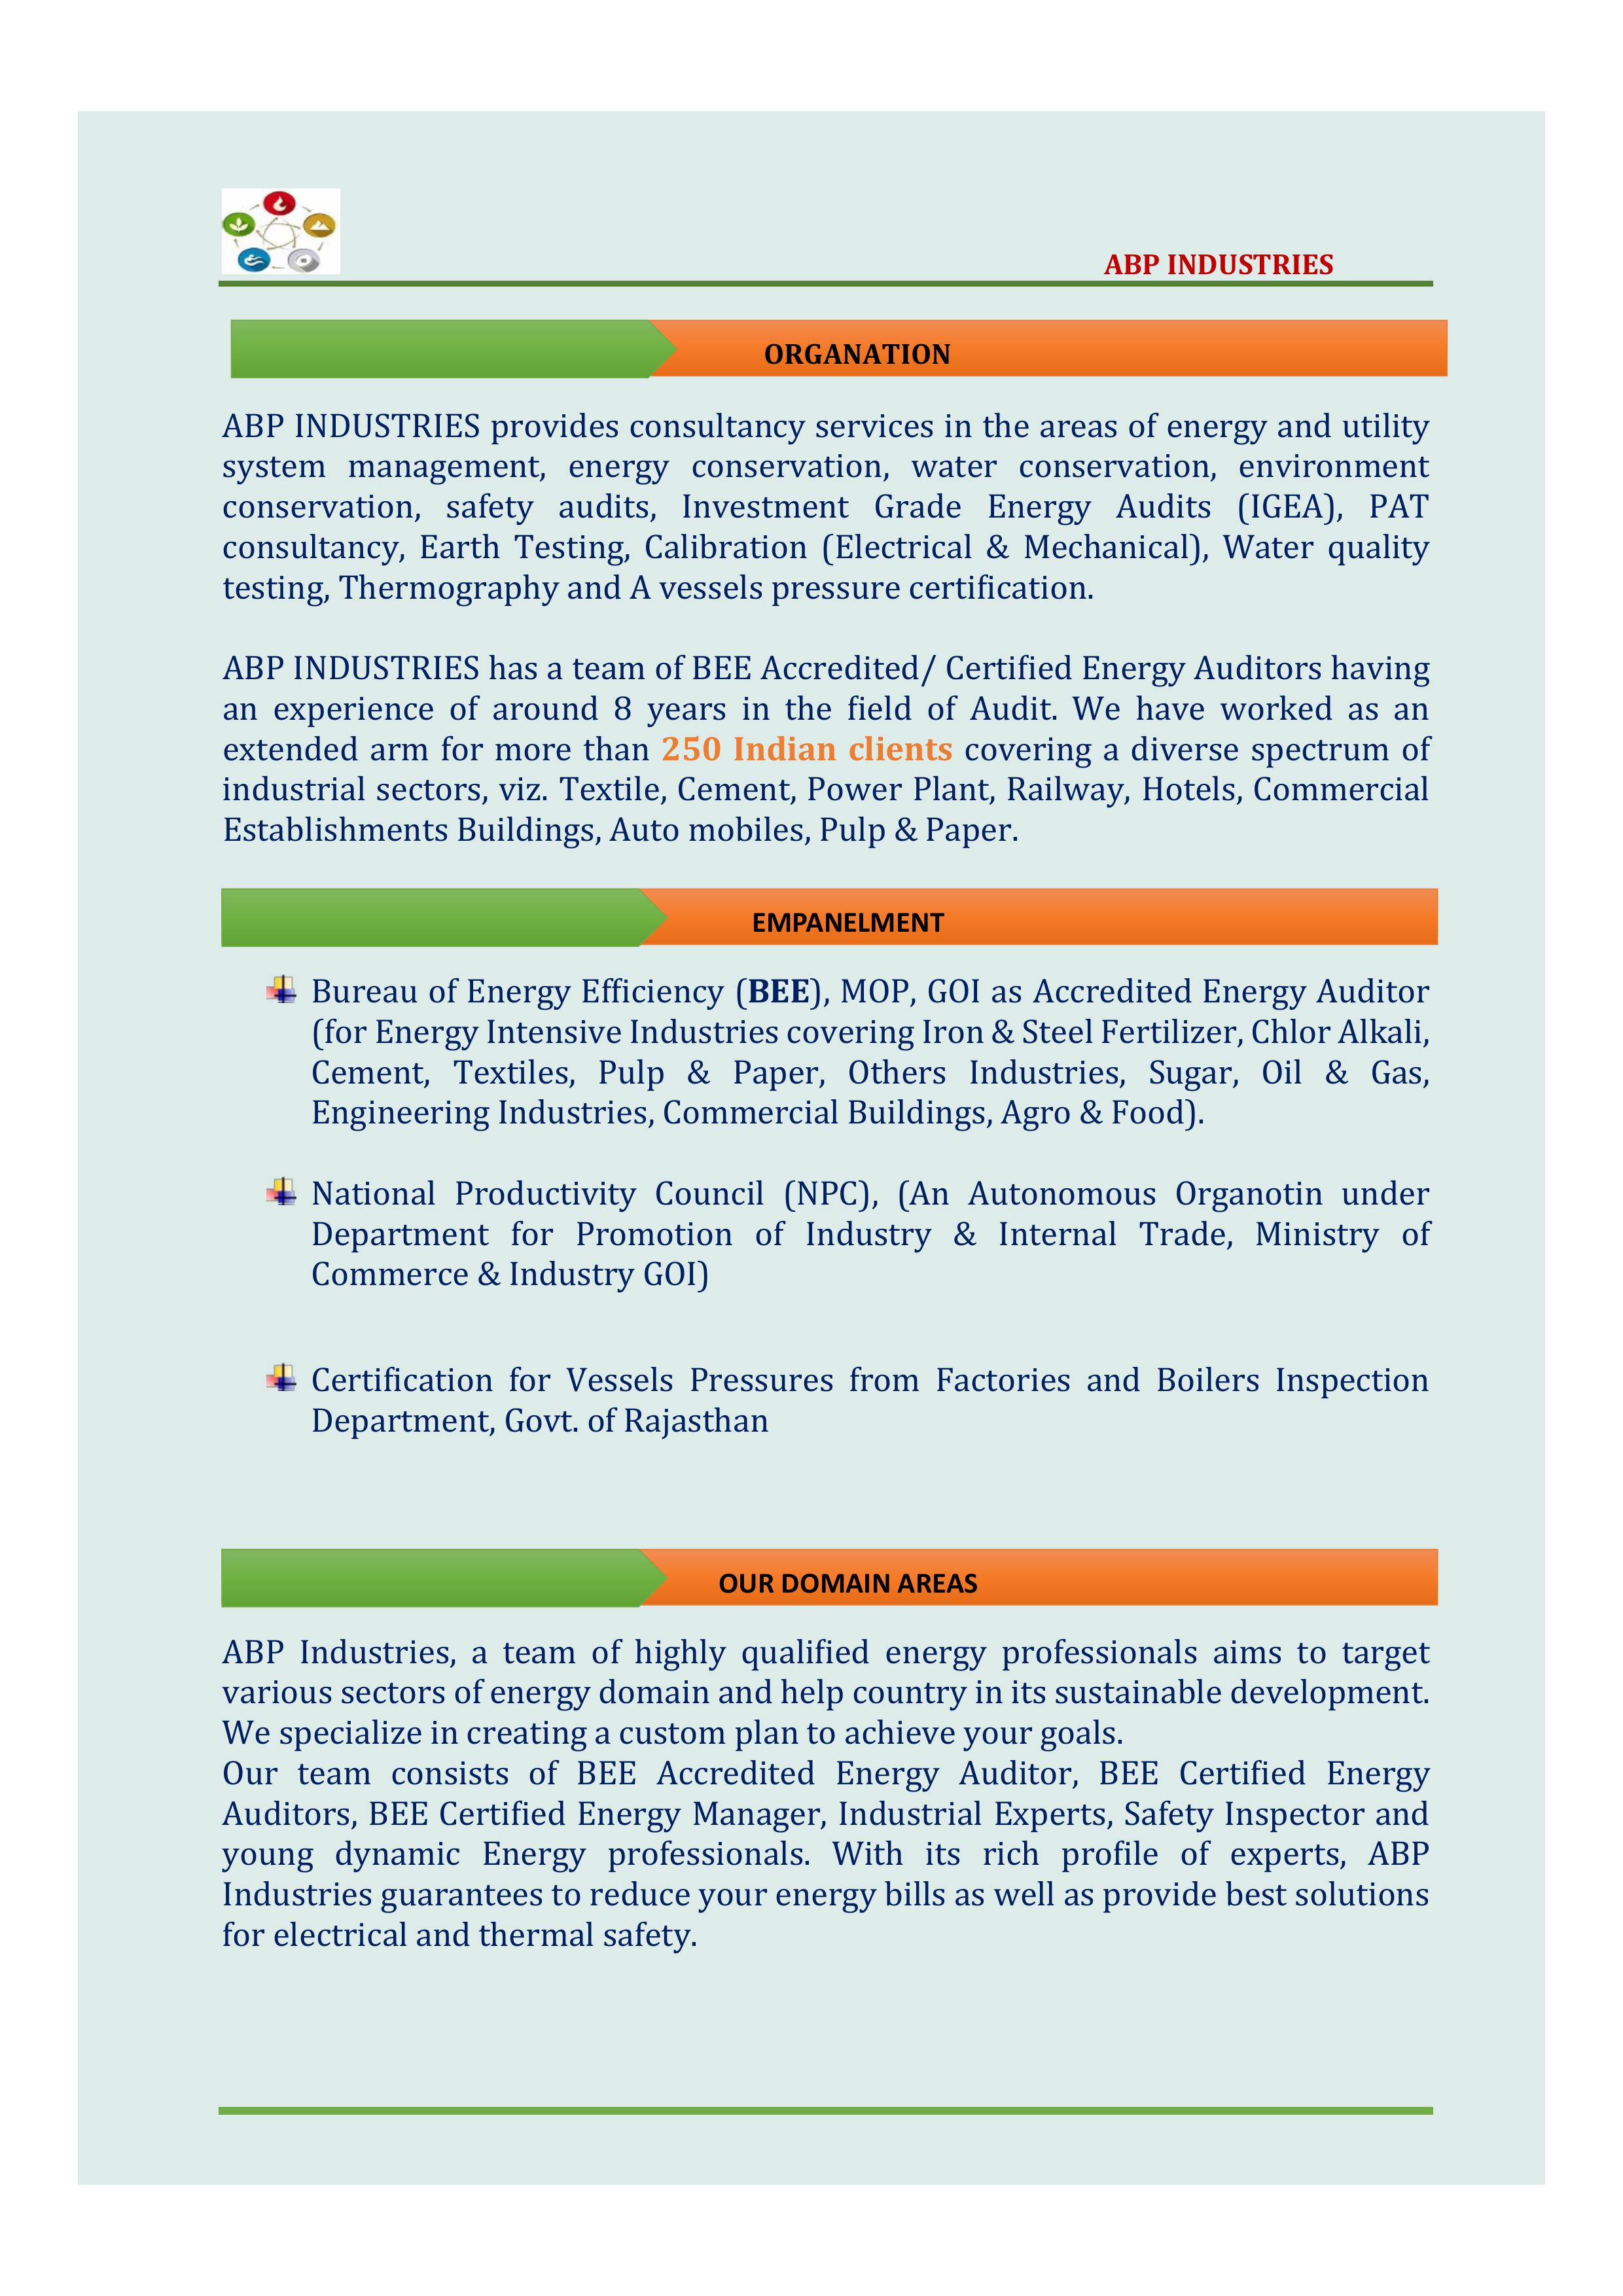 ABP INDUSTRIES
ORGANATION
ABP INDUSTRIES provides consultancy services in the areas of energy and utility
system management, energy conservation, water conservation, environment
conservation, safety audits, Investment Grade Energy Audits (IGEA), PAT
consultancy, Earth Testing, Calibration (Electrical & Mechanical), Water quality
testing, Thermography and A vessels pressure certification.
ABP INDUSTRIES has a team of BEE Accredited/ Certified Energy Auditors having
an experience of around 8 years in the field of Audit. We have worked as an
extended arm for more than 250 Indian clients covering a diverse spectrum of
industrial sectors, viz. Textile, Cement, Power Plant, Railway, Hotels, Commercial
Establishments Buildings, Auto mobiles, Pulp & Paper.
EMPANELMENT
Bureau of Energy Efficiency (BEE), MOP, GOI as Accredited Energy Auditor
(for Energy Intensive Industries covering Iron & Steel Fertilizer, Chlor Alkali,
Cement, Textiles, Pulp & Paper, Others Industries, Sugar, Oil & Gas,
Engineering Industries, Commercial Buildings, Agro & Food).
National Productivity Council (NPC), (An Autonomous Organotin under
Department for Promotion of Industry & Internal Trade, Ministry of
Commerce & Industry GOI)
Certification for Vessels Pressures from Factories and Boilers Inspection
Department, Govt. of Rajasthan
OUR DOMAIN AREAS
ABP Industries, a team of highly qualified energy professionals aims to target
various sectors of energy domain and help country in its sustainable development.
We specialize in creating a custom plan to achieve your goals.
Our team consists of BEE Accredited Energy Auditor, BEE Certified Energy
Auditors, BEE Certified Energy Manager, Industrial Experts, Safety Inspector and
young dynamic Energy professionals. With its rich profile of experts, ABP
Industries guarantees to reduce your energy bills as well as provide best solutions
for electrical and thermal safety.